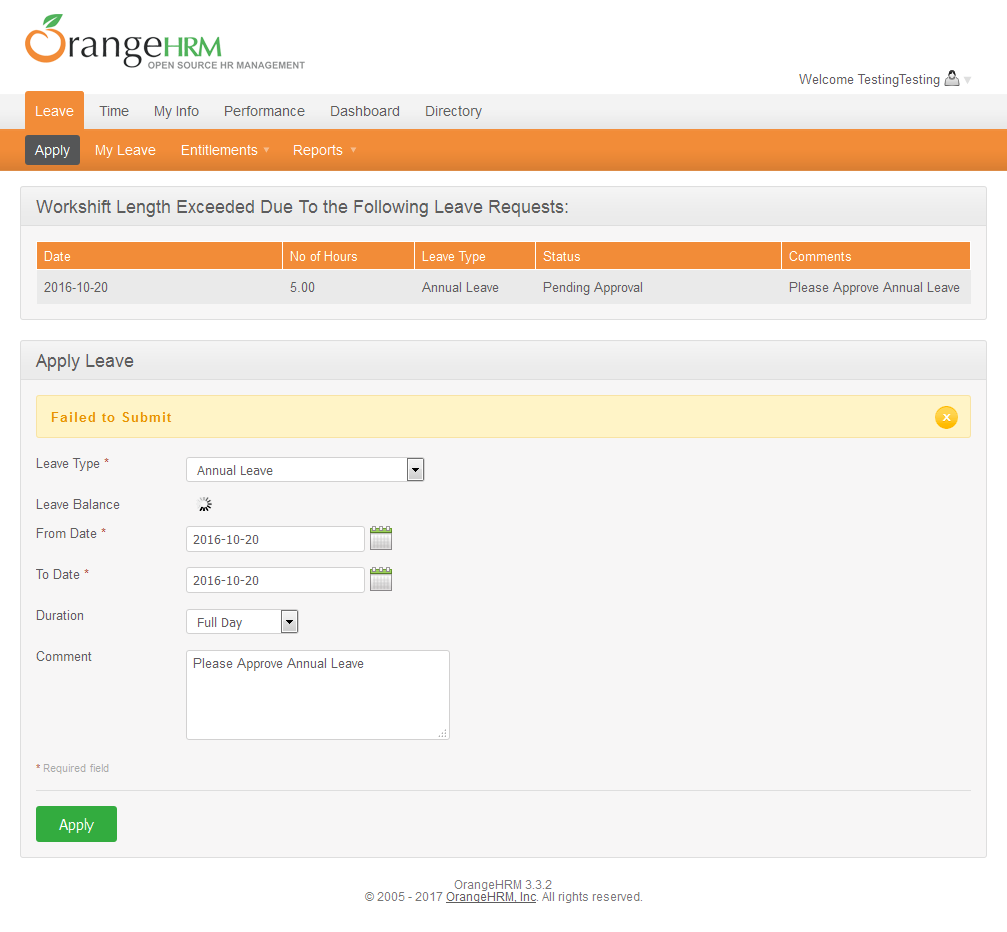 OrangeHRM
OPEN SOURCE HR MANAGEMENT
Welcome TestingTesting
Leave Time My Info Performance Dashboard Directory
Apply My Leave Entitlements Reports
Workshift Length Exceeded Due To the Following Leave Requests:
Date No of Hours Leave Type Status Comments
2016-10-20 5.00 Annual Leave Pending Approval Please Approve Annual Leave
Apply Leave
Failed to Submit x
Leave Type * Annual Leave
Leave Balance
From Date * 2016-10-20
To Date * 2016-10-20
Duration Full Day
Comment Please Approve Annual Leave
* Required field
Apply
OrangeHRM 3.3.2
© 2005 - 2017 OrangeHRM, Inc. All rights reserved.